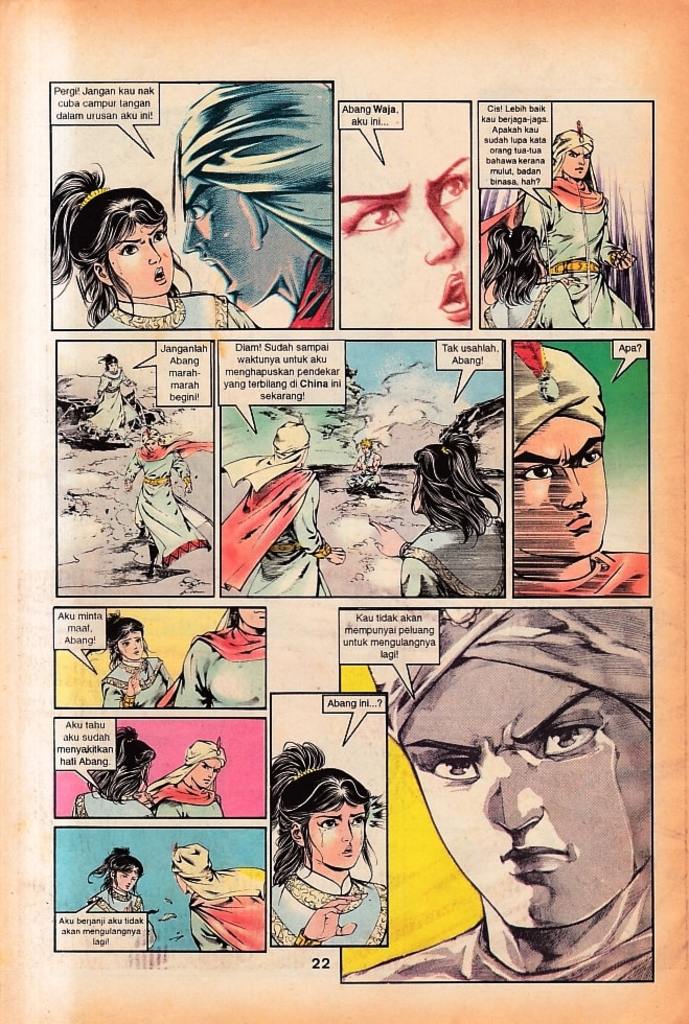 Pergi! Jangan kau nak
cuba campur tangan
dalam urusan aku ini!
Abang Waja,
aku ini...
Cis! Lebih baik
kau berjaga-jaga.
Apakah kau
sudah lupa kata
orang tua-tua
bahawa kerana
mulut, badan
binasa, hah?
Janganlah
Abang
marah-
marah
begini!
Diam! Sudah sampai
waktunya untuk aku
menghapuskan pendekar
yang terbilang di China ini
sekarang!
Tak usahlah,
Abang!
Apa?
Aku minta
maaf,
Abang!
Aku tahu
aku sudah
menyakitkan
hati Abang.
Aku berjanji aku tidak
akan mengulangnya
lagi!
Abang ini...?
Kau tidak akan
mempunyai peluang
untuk mengulangnya
lagi!
22